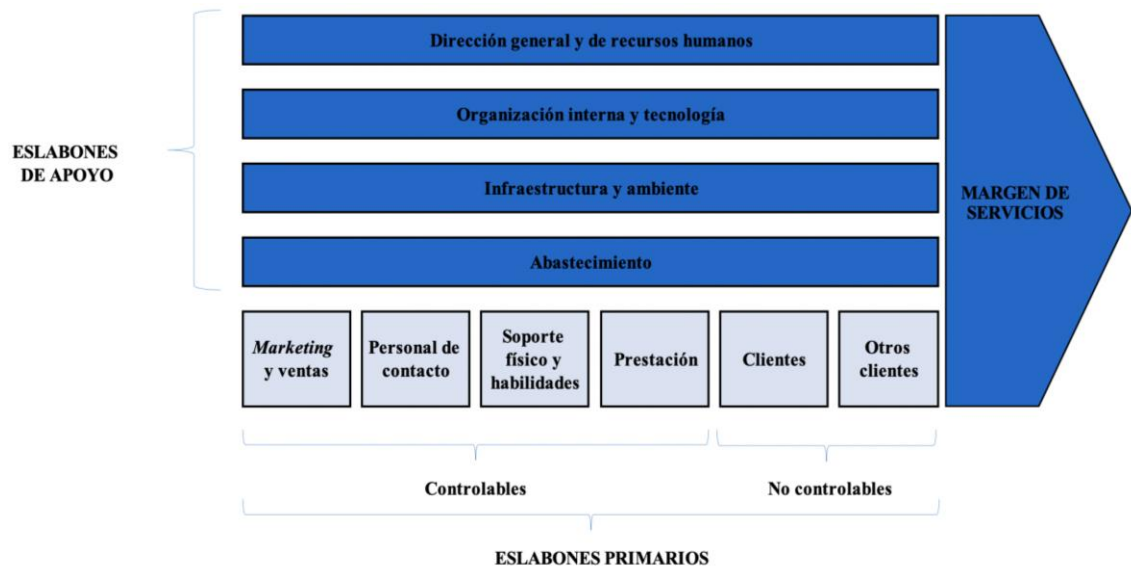 Dirección general y de recursos humanos
Organización interna y tecnología
ESLABONES
DE APOYO
Infraestructura y ambiente
MARGEN DE
SERVICIOS
Abastecimiento
Marketing
y ventas
Personal de
contacto
Soporte
físico y
habilidades
Prestación
Clientes
Otros
clientes
Controlables
No controlables
ESLABONES PRIMARIOS